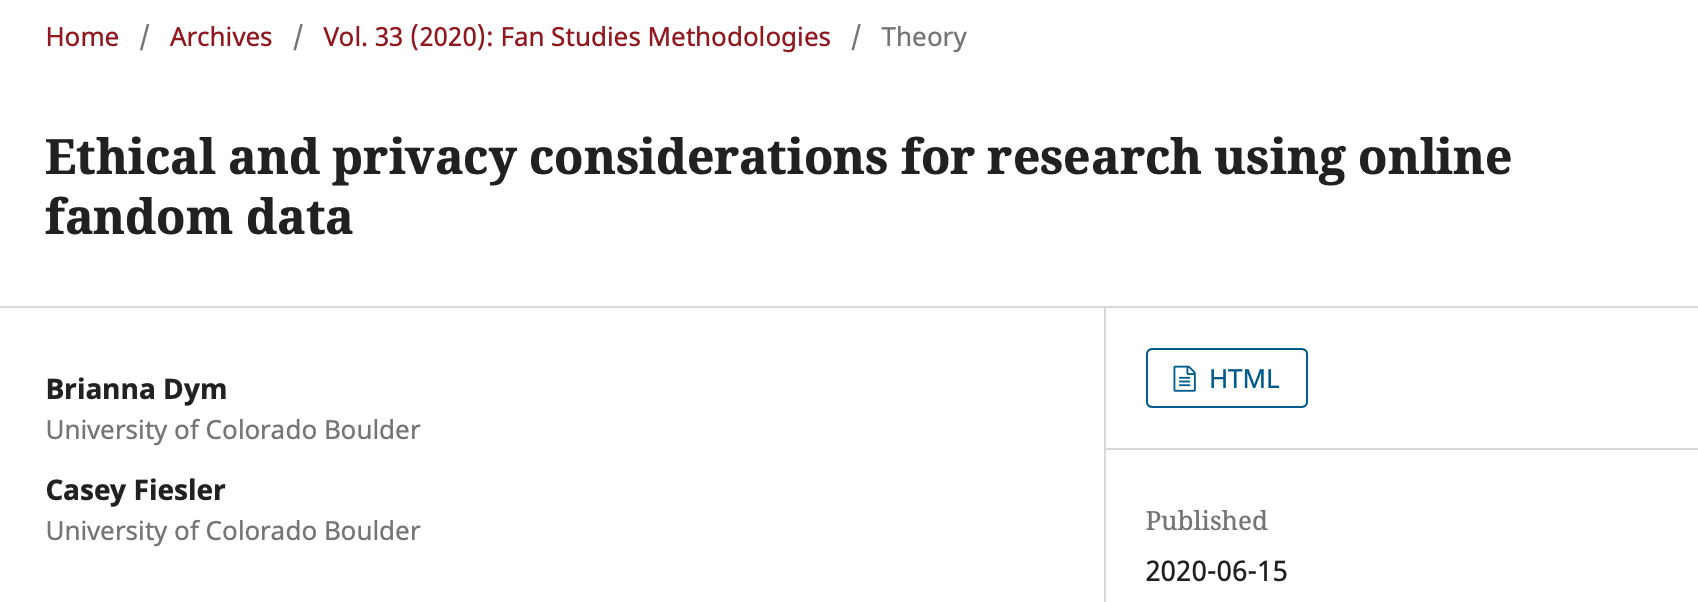 Home / Archives / Vol. 33 (2020): Fan Studies Methodologies / Theory
Ethical and privacy considerations for research using online
fandom data
Brianna Dym
University of Colorado Boulder
Casey Fiesler
University of Colorado Boulder
HTML
Published
2020-06-15